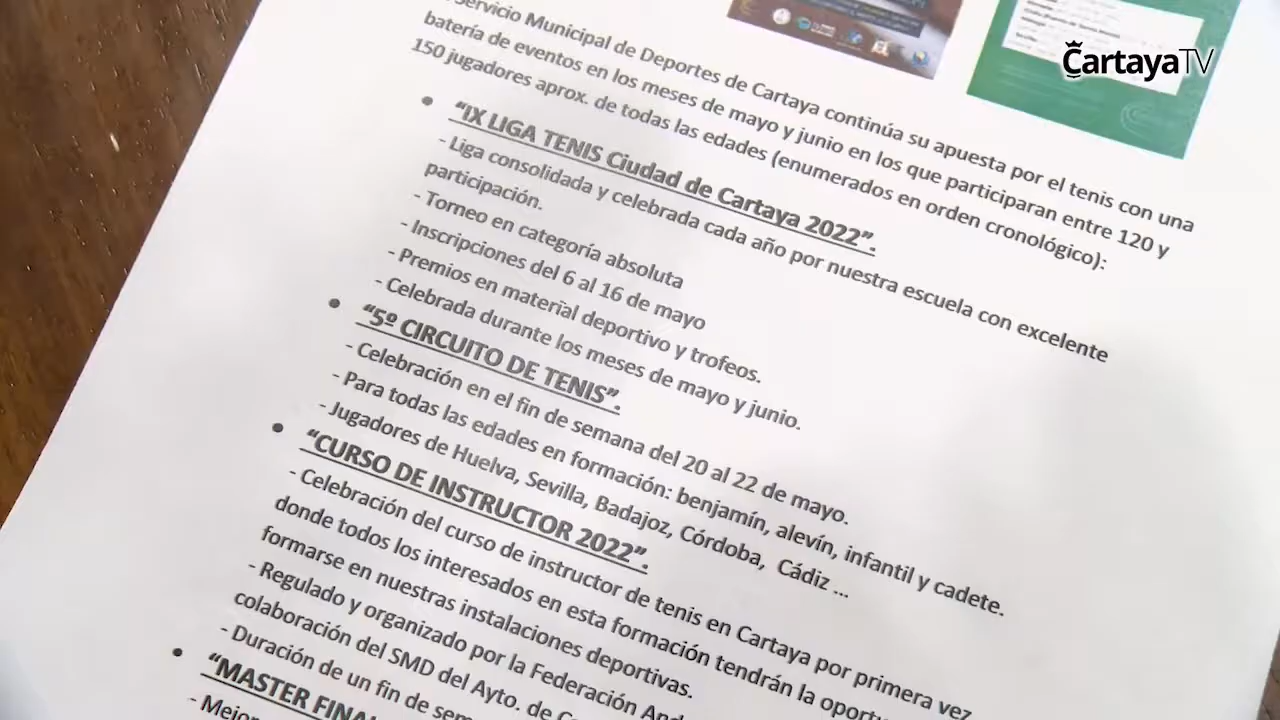 CartayaTV
Servicio Municipal de Deportes de Cartaya continúa su apuesta por el tenis con una
batería de eventos en los meses de mayo y junio en los que participaran entre 120 y
150 jugadores aprox. de todas las edades (enumerados en orden cronológico):
• “IX LIGA TENIS Ciudad de Cartaya 2022”.
- Liga consolidada y celebrada cada año por nuestra escuela con excelente
participación.
- Torneo en categoría absoluta
- Inscripciones del 6 al 16 de mayo
- Premios en material deportivo y trofeos.
- Celebrada durante los meses de mayo y junio.
• “5º CIRCUITO DE TENIS”.
- Celebración en el fin de semana del 20 al 22 de mayo.
- Para todas las edades en formación: benjamín, alevín, infantil y cadete.
- Jugadores de Huelva, Sevilla, Badajoz, Córdoba, Cádiz ...
• “CURSO DE INSTRUCTOR 2022”.
- Celebración del curso de instructor de tenis en Cartaya por primera vez
donde todos los interesados en esta formación tendrán la oportu
formarse en nuestras instalaciones deportivas.
- Regulado y organizado por la Federación And
colaboración del SMD del Ayto. de C
- Duración de un fin de sem
• “MASTER FINA
- Mejor